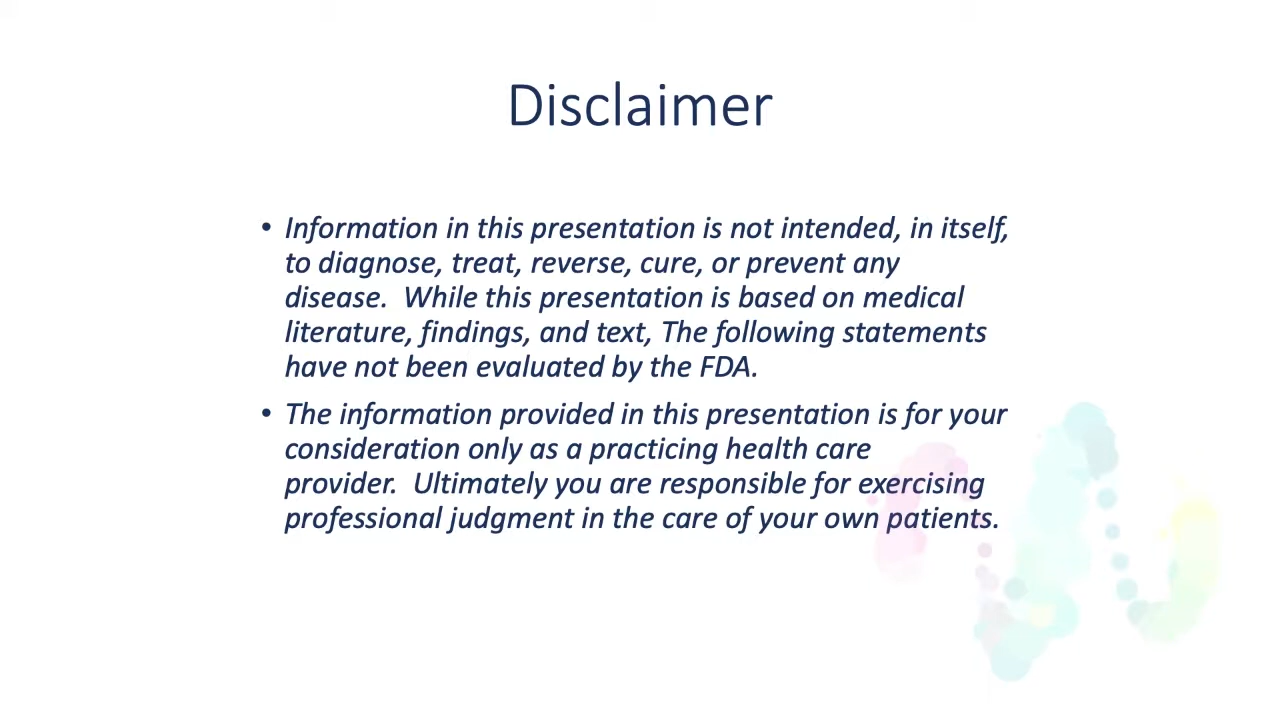 Disclaimer
• Information in this presentation is not intended, in itself,
to diagnose, treat, reverse, cure, or prevent any
disease.  While this presentation is based on medical
literature, findings, and text, The following statements
have not been evaluated by the FDA.
• The information provided in this presentation is for your
consideration only as a practicing health care
provider.  Ultimately you are responsible for exercising
professional judgment in the care of your own patients.